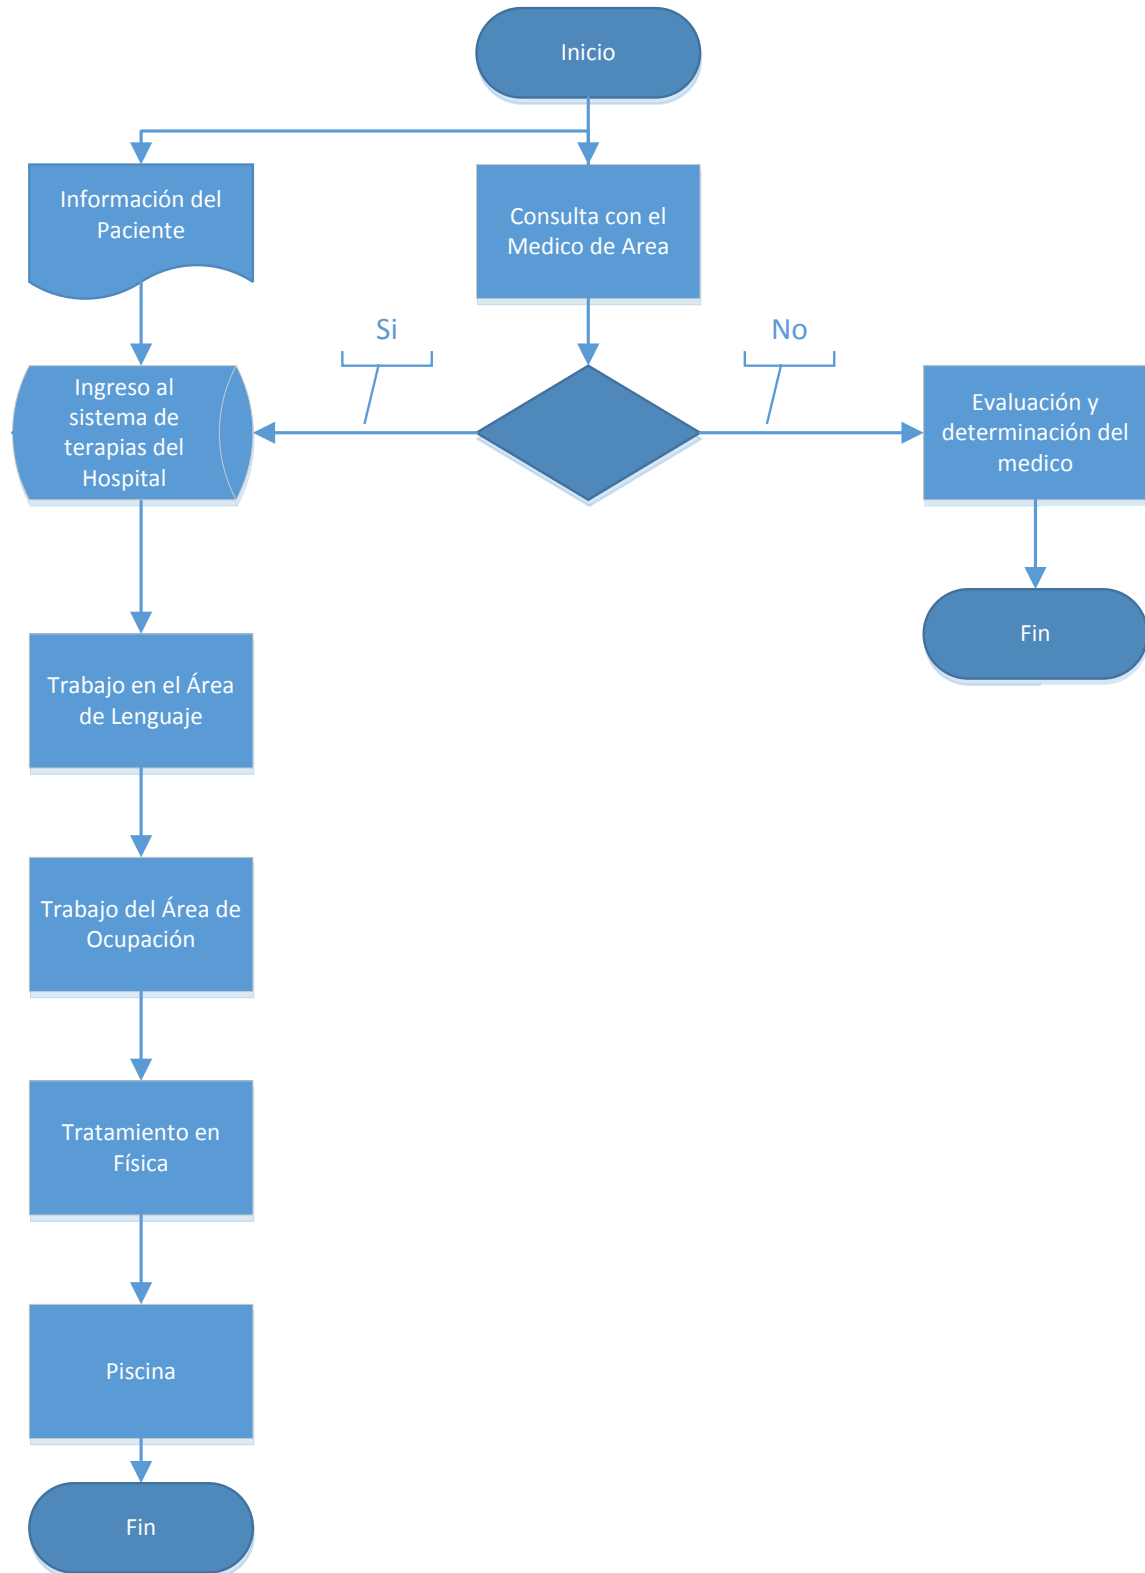 Inicio
Información del
Paciente
Consulta con el
Medico de Area
Si
No
Ingreso al
sistema de
terapias del
Hospital
Evaluación y
determinación del
medico
Fin
Trabajo en el Área
de Lenguaje
Trabajo del Área de
Ocupación
Tratamiento en
Física
Piscina
Fin